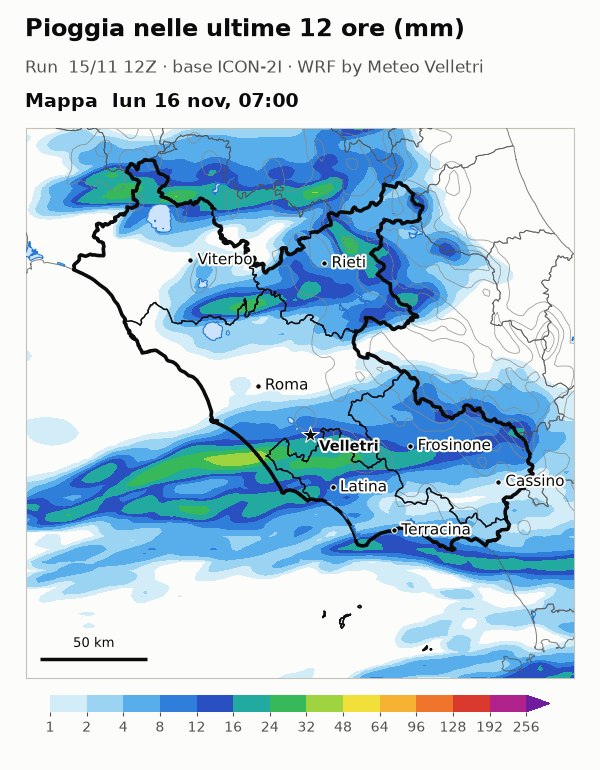 Pioggia nelle ultime 12 ore (mm)
Run  15/11 12Z · base ICON-2I · WRF by Meteo Velletri
Mappa  lun 16 nov, 07:00
Viterbo
Rieti
Roma
Velletri
Frosinone
Latina
Cassino
Terracina
50 km
1 2 4 8 12 16 24 32 48 64 96 128 192 256